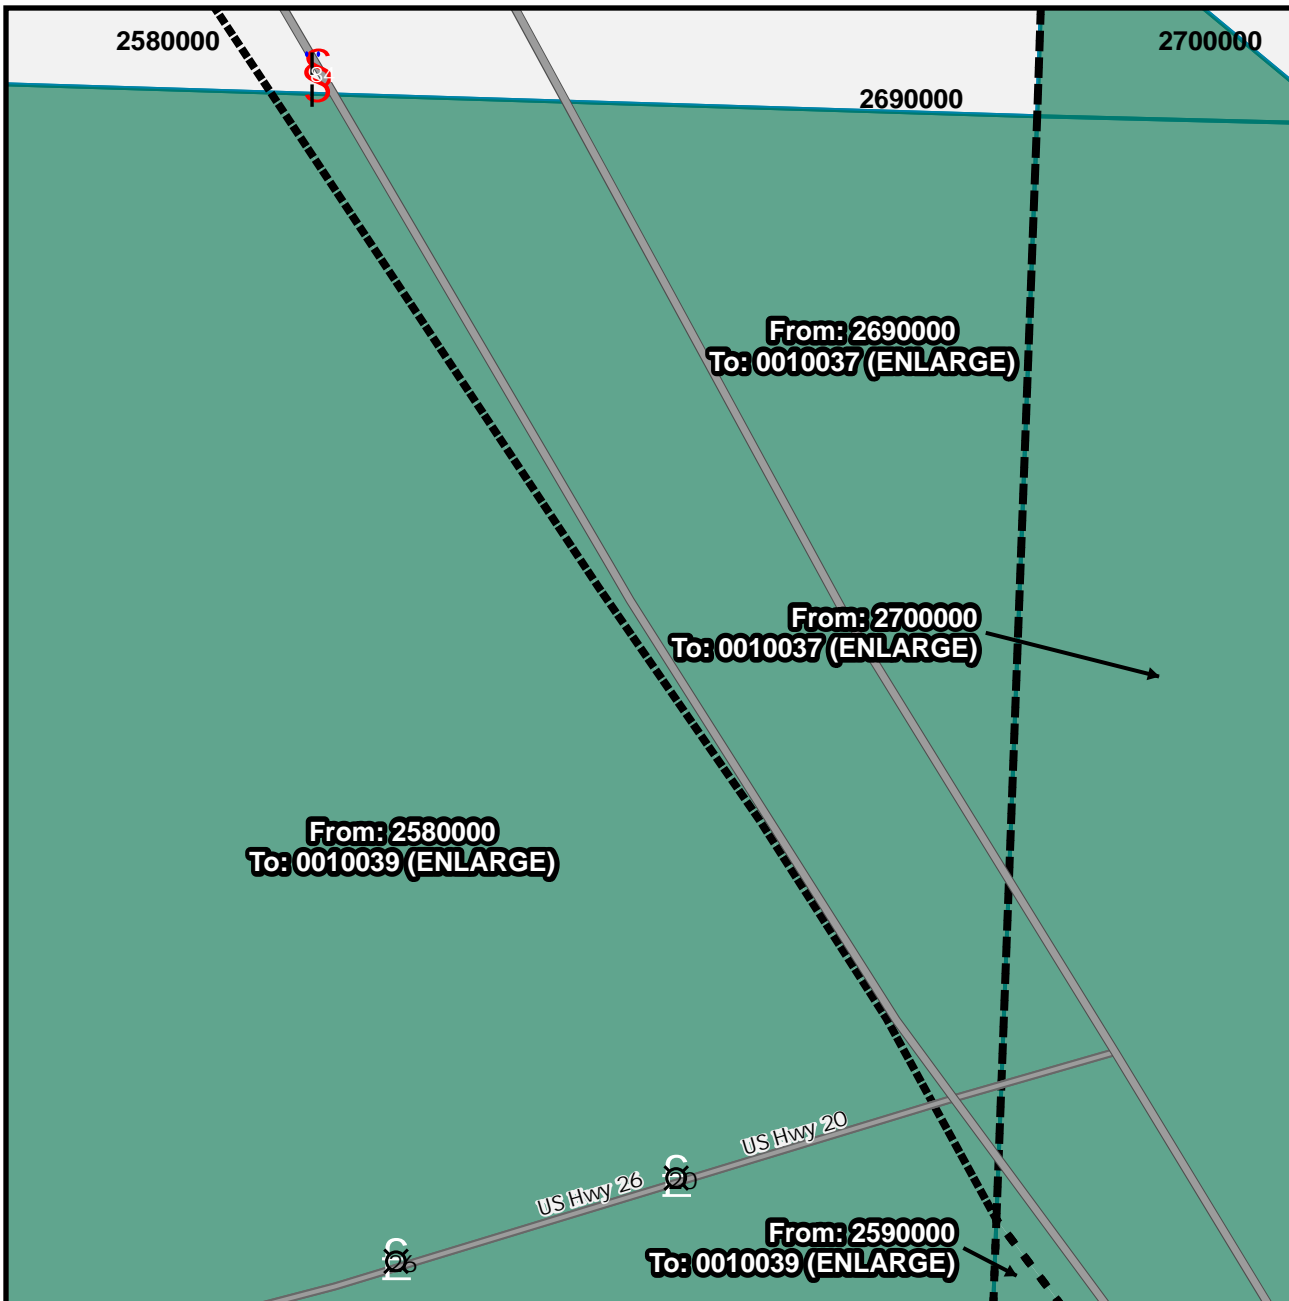 2580000
2700000
84
2690000
From: 2690000
To: 0010037 (ENLARGE)
From: 2700000
To: 0010037 (ENLARGE)
From: 2580000
To: 0010039 (ENLARGE)
US Hwy 20
20
US Hwy 26
26
From: 2590000
To: 0010039 (ENLARGE)